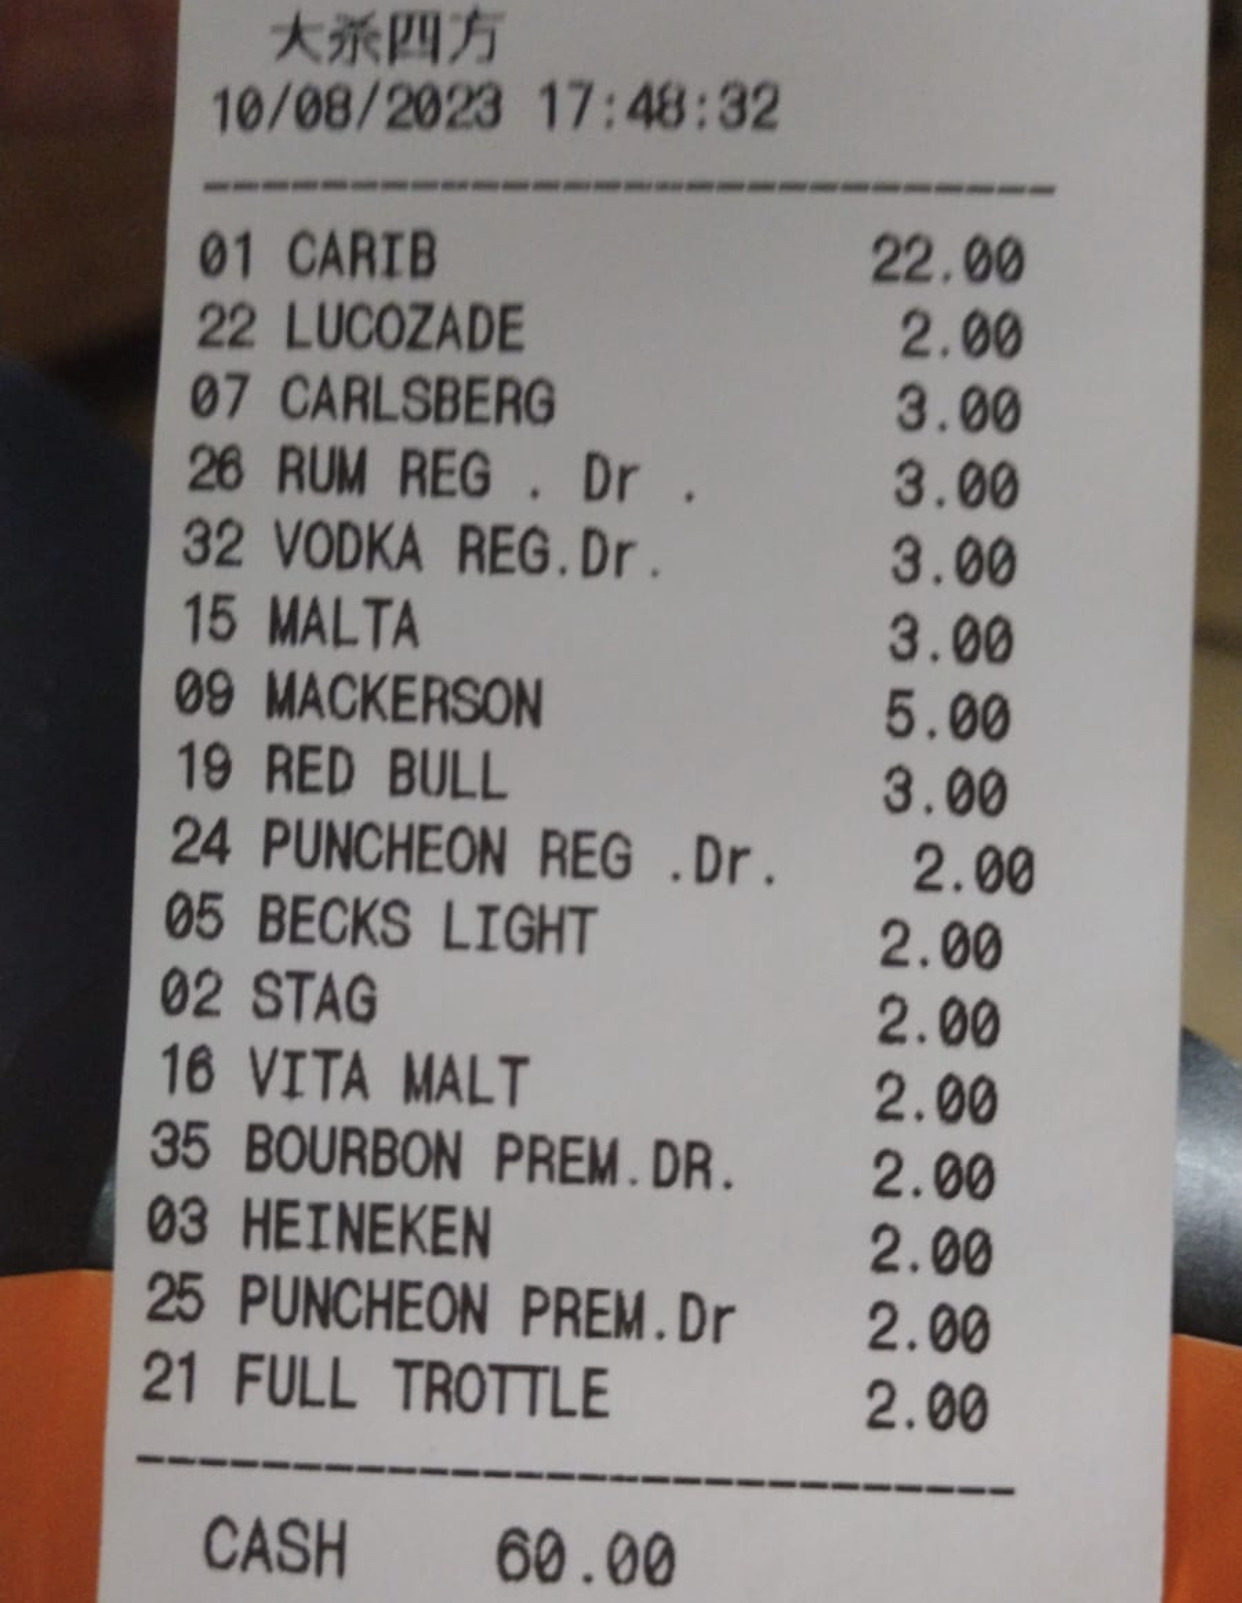 大杀四方
10/08/2023 17:48:32
------------------------------
01 CARIB 22.00
22 LUCOZADE 2.00
07 CARLSBERG 3.00
26 RUM REG . Dr . 3.00
32 VODKA REG.Dr. 3.00
15 MALTA 3.00
09 MACKERSON 5.00
19 RED BULL 3.00
24 PUNCHEON REG .Dr. 2.00
05 BECKS LIGHT 2.00
02 STAG 2.00
16 VITA MALT 2.00
35 BOURBON PREM.DR. 2.00
03 HEINEKEN 2.00
25 PUNCHEON PREM.Dr 2.00
21 FULL TROTTLE 2.00
------------------------------
CASH 60.00